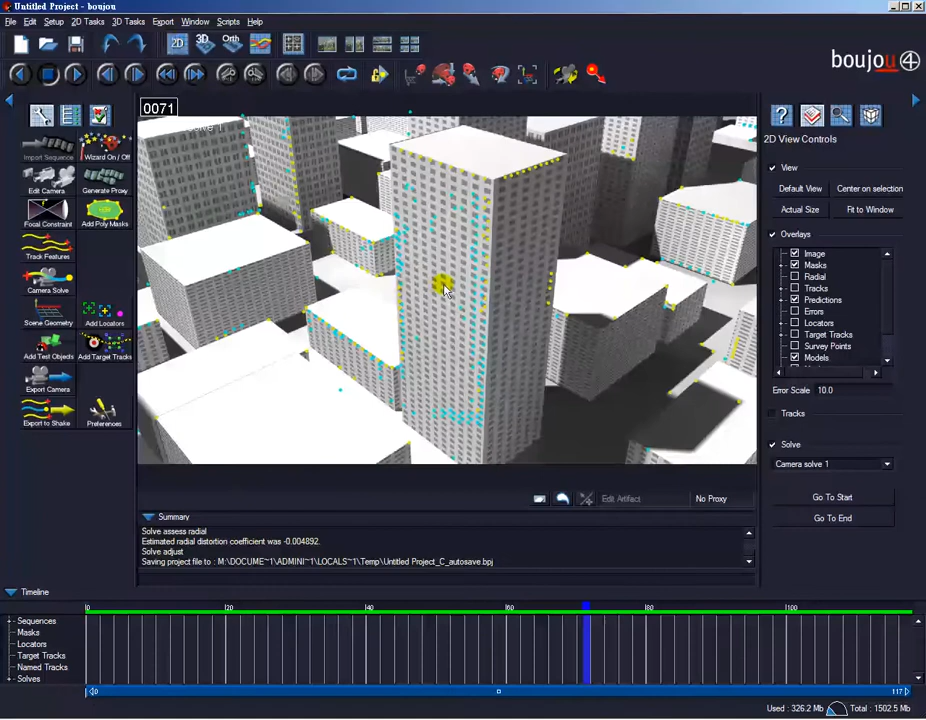 Untitled Project - boujou
File Edit Setup 2D Tasks 3D Tasks Export Window Scripts Help
2D 3D Orth
boujou 4
0071
Import Sequence Wizard On / Off
Edit Camera Generate Proxy
Focal Constraint Add Poly Masks
Track Features
Camera Solve
Scene Geometry Add Locators
Add Test Objects Add Target Tracks
Export Camera
Export to Shake Preferences
2D View Controls
View
Default View Center on selection
Actual Size Fit to Window
Overlays
Image
Masks
Radial
Tracks
Predictions
Errors
Locators
Target Tracks
Survey Points
Models
Error Scale 10.0
Tracks
Solve
Camera solve 1
Go To Start
Go To End
Edit Artifact No Proxy
Summary
Solve assess radial
Estimated radial distortion coefficient was -0.004892.
Solve adjust
Saving project file to : M:\DOCUME~1\ADMINI~1\LOCALS~1\Temp\Untitled Project_C_autosave.bpj
Timeline
0 20 40 60 80 100
Sequences
Masks
Locators
Target Tracks
Named Tracks
Solves
0 117
Used : 326.2 Mb Total : 1502.5 Mb